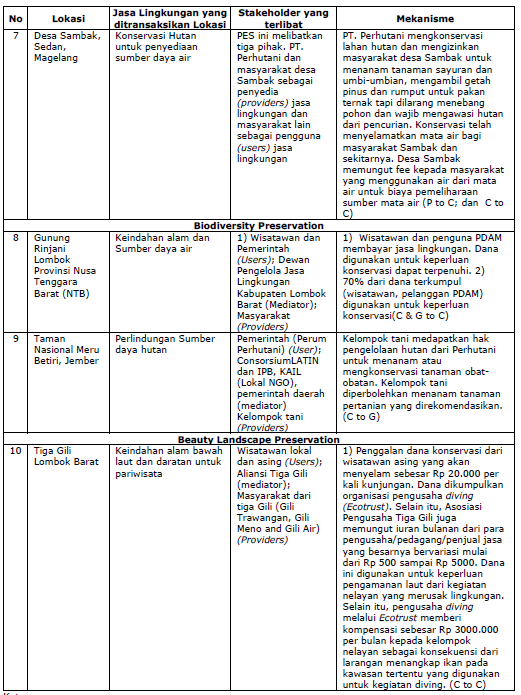 No Lokasi Jasa Lingkungan yang ditransaksikan Lokasi Stakeholder yang terlibat Mekanisme
7
Desa Sambak,
Sedan,
Magelang
Konservasi Hutan
untuk penyediaan
sumber daya air
PES ini melibatkan
tiga pihak. PT.
Perhutani dan
masyarakat desa
Sambak sebagai
penyedia
(providers) jasa
lingkungan dan
masyarakat lain
sebagai pengguna
(users) jasa
lingkungan
PT. Perhutani mengkonservasi
lahan hutan dan mengizinkan
masyarakat desa Sambak untuk
menanam tanaman sayuran dan
umbi-umbian, mengambil getah
pinus dan rumput untuk pakan
ternak tapi dilarang menebang
pohon dan wajib mengawasi hutan
dari pencurian. Konservasi telah
menyelamatkan mata air bagi
masyarakat Sambak dan
sekitarnya. Desa Sambak
memungut fee kepada masyarakat
yang menggunakan air dari mata
air untuk biaya pemeliharaan
sumber mata air (P to C; dan C to
C)
Biodiversity Preservation
8
Gunung
Rinjani
Lombok
Provinsi Nusa
Tenggara
Barat (NTB)
Keindahan alam dan
Sumber daya air
1) Wisatawan dan
Pemerintah
(Users); Dewan
Pengelola Jasa
Lingkungan
Kabupaten Lombok
Barat (Mediator);
Masyarakat
(Providers)
1) Wisatawan dan penguna PDAM
membayar jasa lingkungan. Dana
digunakan untuk keperluan
konservasi dapat terpenuhi. 2)
70% dari dana terkumpul
(wisatawan, pelanggan PDAM)
digunakan untuk keperluan
konservasi(C & G to C)
9
Taman
Nasional Meru
Betiri, Jember
Perlindungan Sumber
daya hutan
Pemerintah (Perum
Perhutani) (User);
ConsorsiumLATIN
dan IPB, KAIL
(Lokal NGO),
pemerintah daerah
(mediator)
Kelompok tani
(Providers)
Kelompok tani medapatkan hak
pengelolaan hutan dari Perhutani
untuk menanam atau
mengkonservasi tanaman obat-
obatan. Kelompok tani
diperbolehkan menanam tanaman
pertanian yang direkomendasikan.
(C to G)
Beauty Landscape Preservation
10
Tiga Gili
Lombok Barat
Keindahan alam bawah
laut dan daratan untuk
pariwisata
Wisatawan lokal
dan asing (Users);
Aliansi Tiga Gili
(mediator);
Masyarakat dari
tiga Gili (Gili
Trawangan, Gili
Meno and Gili Air)
(Providers)
1) Penggalan dana konservasi dari
wisatawan asing yang akan
menyelam sebesar Rp 20.000 per
kali kunjungan. Dana dikumpulkan
organisasi pengusaha diving
(Ecotrust). Selain itu, Asosiasi
Pengusaha Tiga Gili juga
memungut iuran bulanan dari para
pengusaha/pedagang/penjual jasa
yang besarnya bervariasi mulai
dari Rp 500 sampai Rp 5000. Dana
ini digunakan untuk keperluan
pengamanan laut dari kegiatan
nelayan yang merusak lingkungan.
Selain itu, pengusaha diving
melalui Ecotrust memberi
kompensasi sebesar Rp 3000.000
per bulan kepada kelompok
nelayan sebagai konsekuensi dari
larangan menangkap ikan pada
kawasan tertentu yang digunakan
untuk kegiatan diving. (C to C)